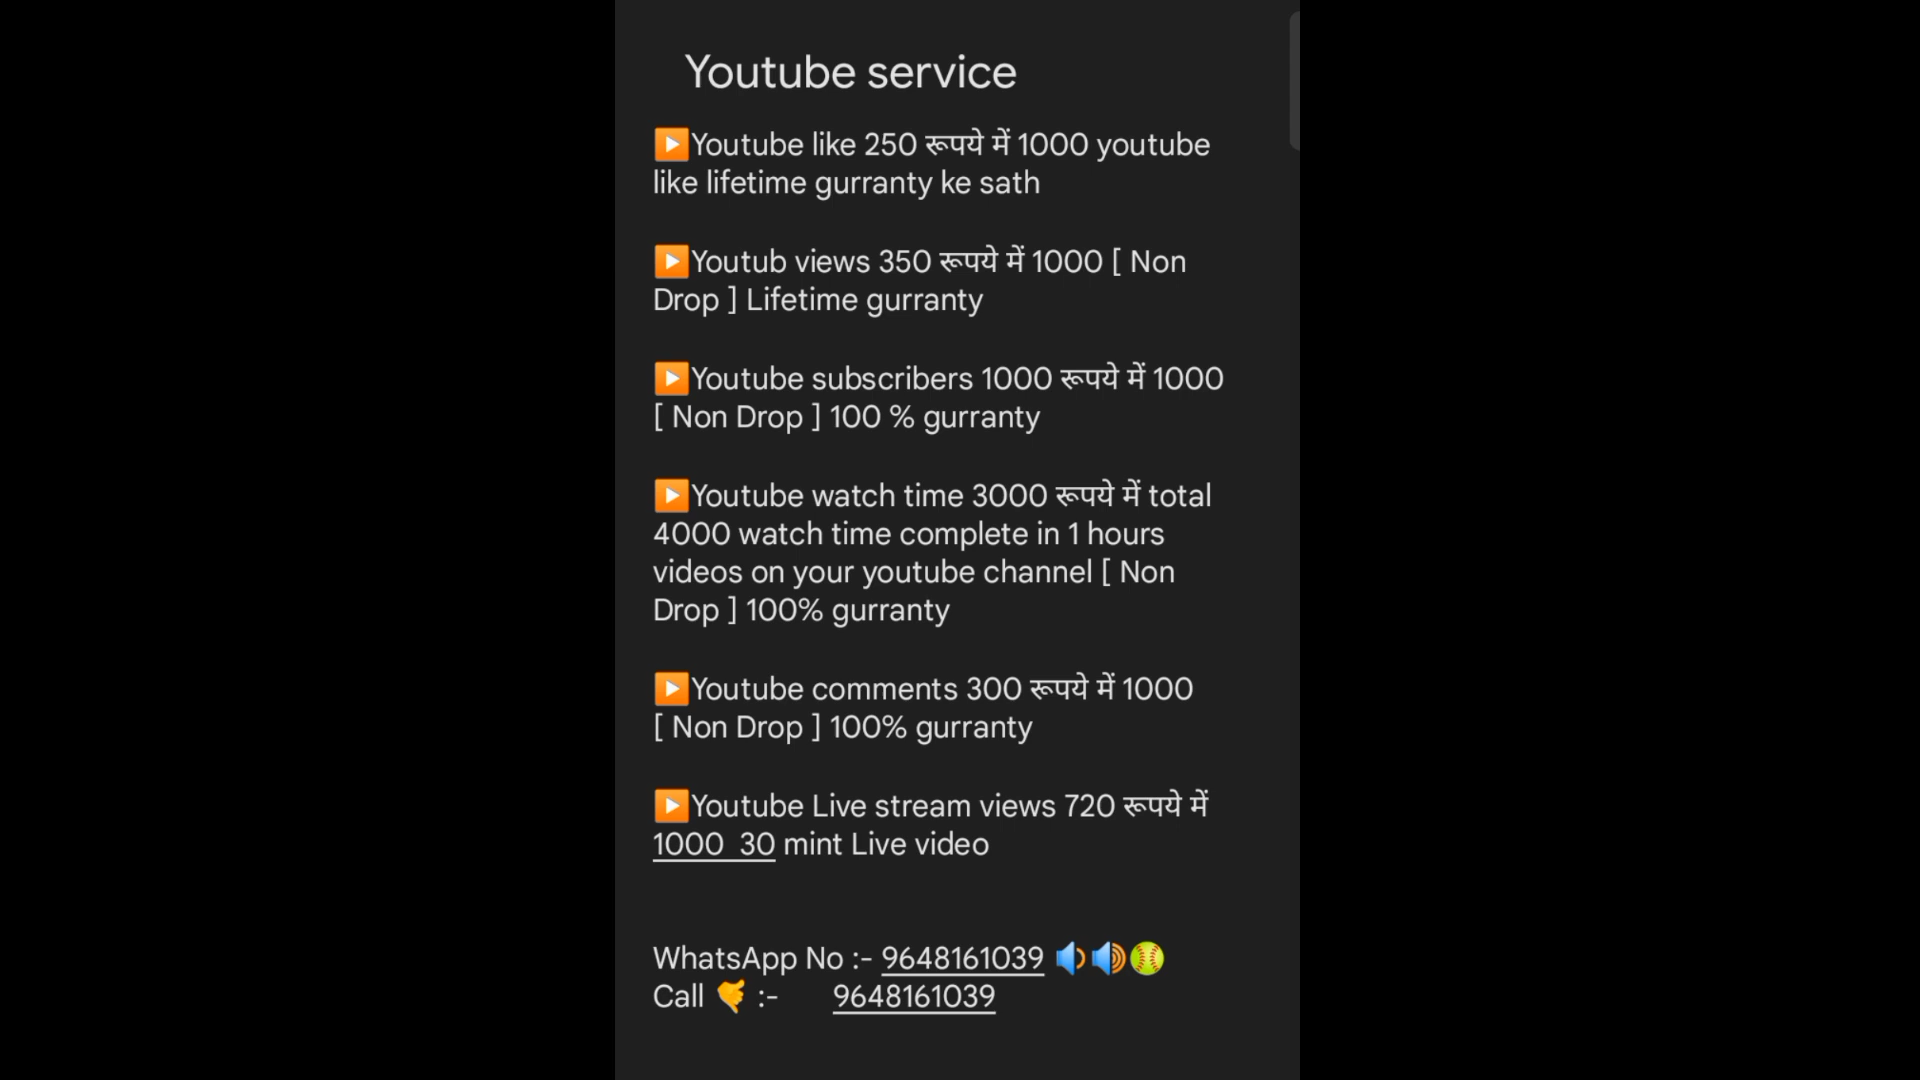 Youtube service
▶️Youtube like 250 रूपये में 1000 youtube
like lifetime gurranty ke sath
▶️Youtub views 350 रूपये में 1000 [ Non
Drop ] Lifetime gurranty
▶️Youtube subscribers 1000 रूपये में 1000
[ Non Drop ] 100 % gurranty
▶️Youtube watch time 3000 रूपये में total
4000 watch time complete in 1 hours
videos on your youtube channel [ Non
Drop ] 100% gurranty
▶️Youtube comments 300 रूपये में 1000
[ Non Drop ] 100% gurranty
▶️Youtube Live stream views 720 रूपये में
1000  30 mint Live video
WhatsApp No :- 9648161039 🔉🔊🥎
Call 🤙 :- 9648161039